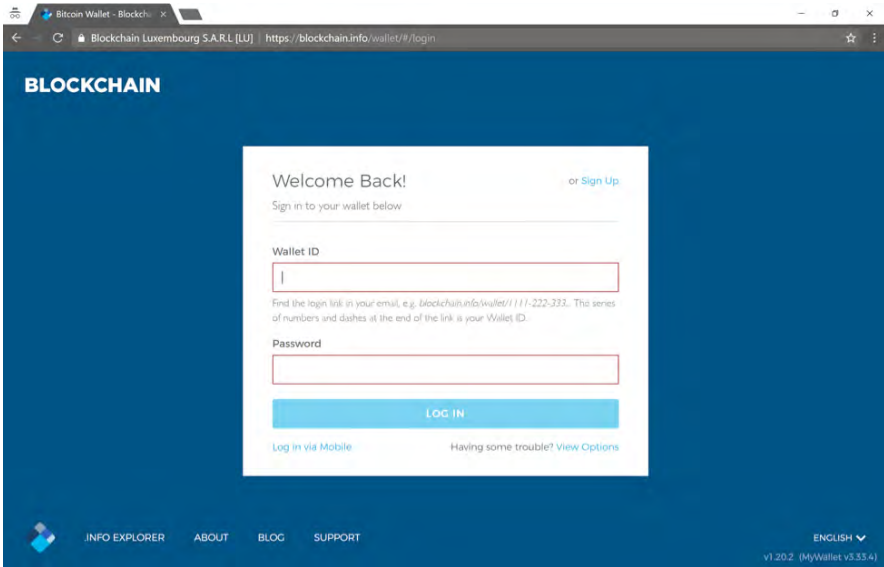 Bitcoin Wallet - Blockcha
Blockchain Luxembourg S.A.R.L [LU] | https://blockchain.info/wallet/#/login
BLOCKCHAIN
Welcome Back!
or Sign Up
Sign in to your wallet below
Wallet ID
Find the login link in your email, e.g. blockchain.info/wallet/1111-222-333... The series
of numbers and dashes at the end of the link is your Wallet ID.
Password
LOG IN
Log in via Mobile
Having some trouble? View Options
.INFO EXPLORER ABOUT BLOG SUPPORT
ENGLISH
v1.20.2 (MyWallet v3.33.4)